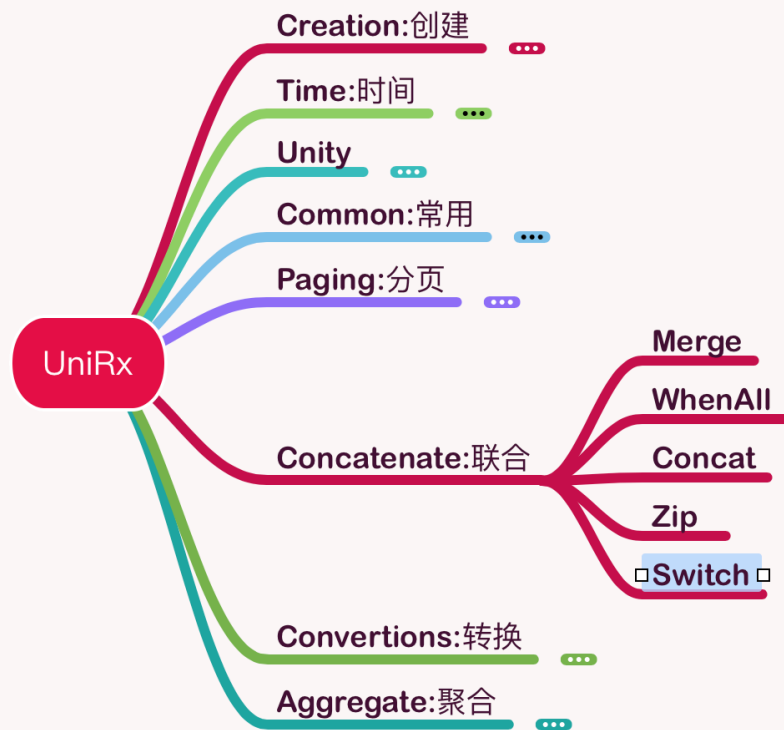 Creation:创建
Time:时间
Unity
Common:常用
Paging:分页
UniRx
Merge
WhenAll
Concatenate:联合
Concat
Zip
Switch
Convertions:转换
Aggregate:聚合